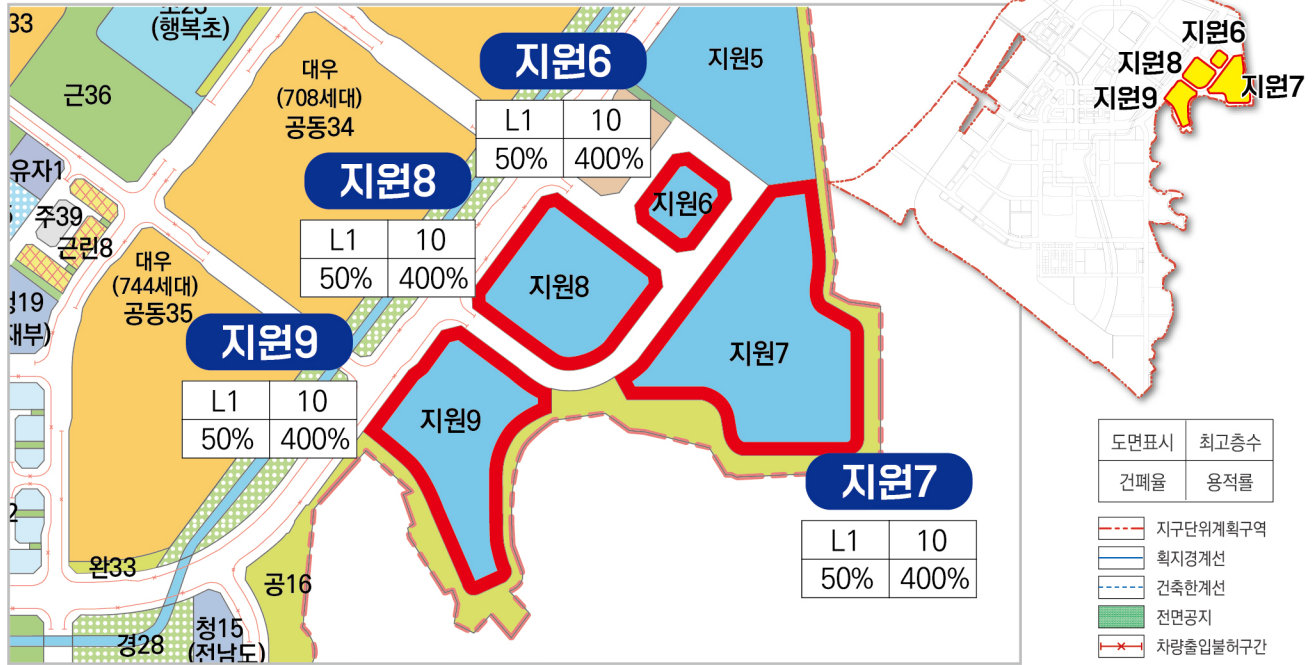 33
(행복초)
근36
대우
(708세대)
공동34
지원6
L1 10
50% 400%
지원5
지원8
L1 10
50% 400%
지원6
지원8
유자1
주39
근린8
대우
(744세대)
공동35
지원9
L1 10
50% 400%
지원7
지원9
지원7
L1 10
50% 400%
완33
공16
경28
청15
(전남도)
지원6
지원8
지원7
지원9
도면표시 최고층수
건폐율 용적률
지구단위계획구역
획지경계선
건축한계선
전면공지
차량출입불허구간